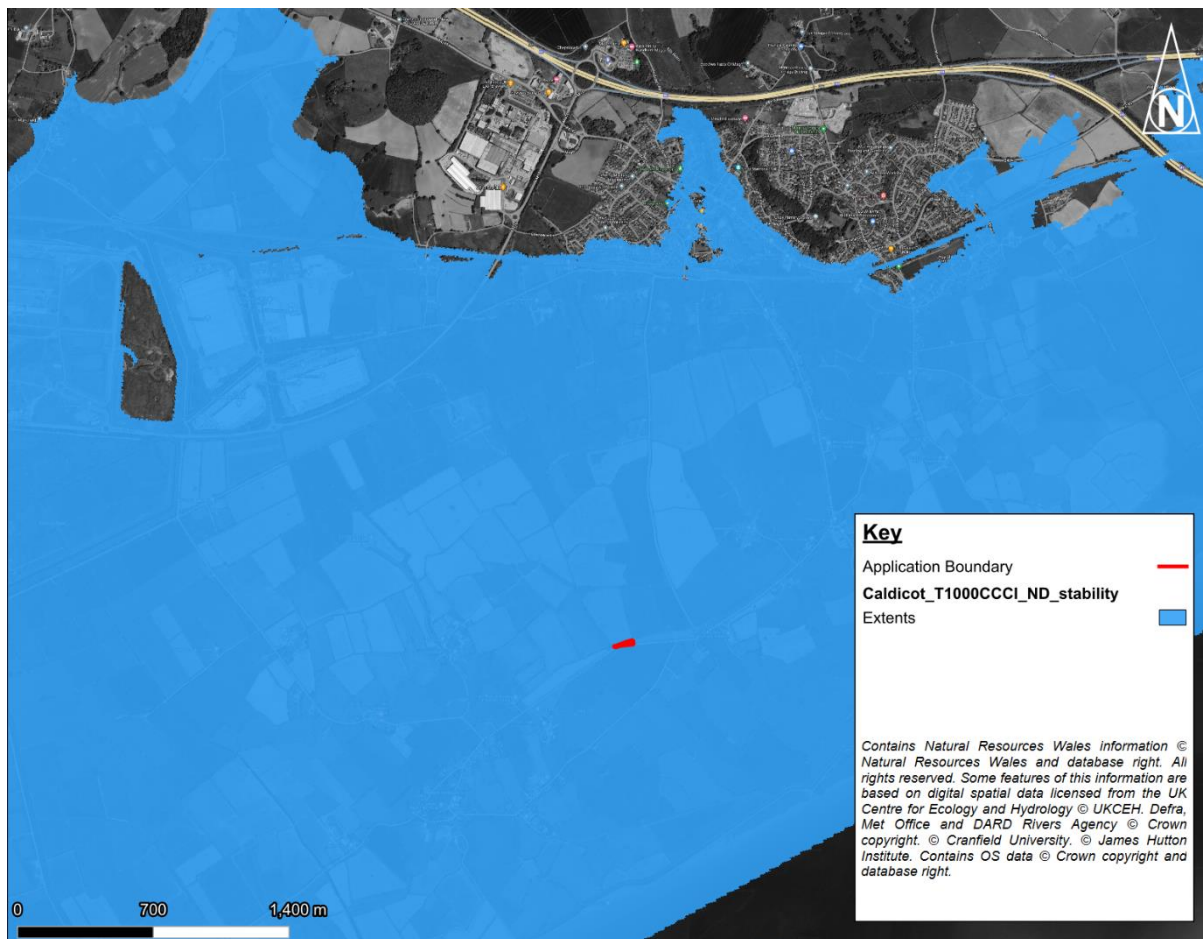 N
Key
Application Boundary
Caldicot_T1000CCCI_ND_stability
Extents
Contains Natural Resources Wales information ©
Natural Resources Wales and database right. All
rights reserved. Some features of this information are
based on digital spatial data licensed from the UK
Centre for Ecology and Hydrology © UKCEH. Defra,
Met Office and DARD Rivers Agency © Crown
copyright. © Cranfield University. © James Hutton
Institute. Contains OS data © Crown copyright and
database right.
0 700 1,400 m